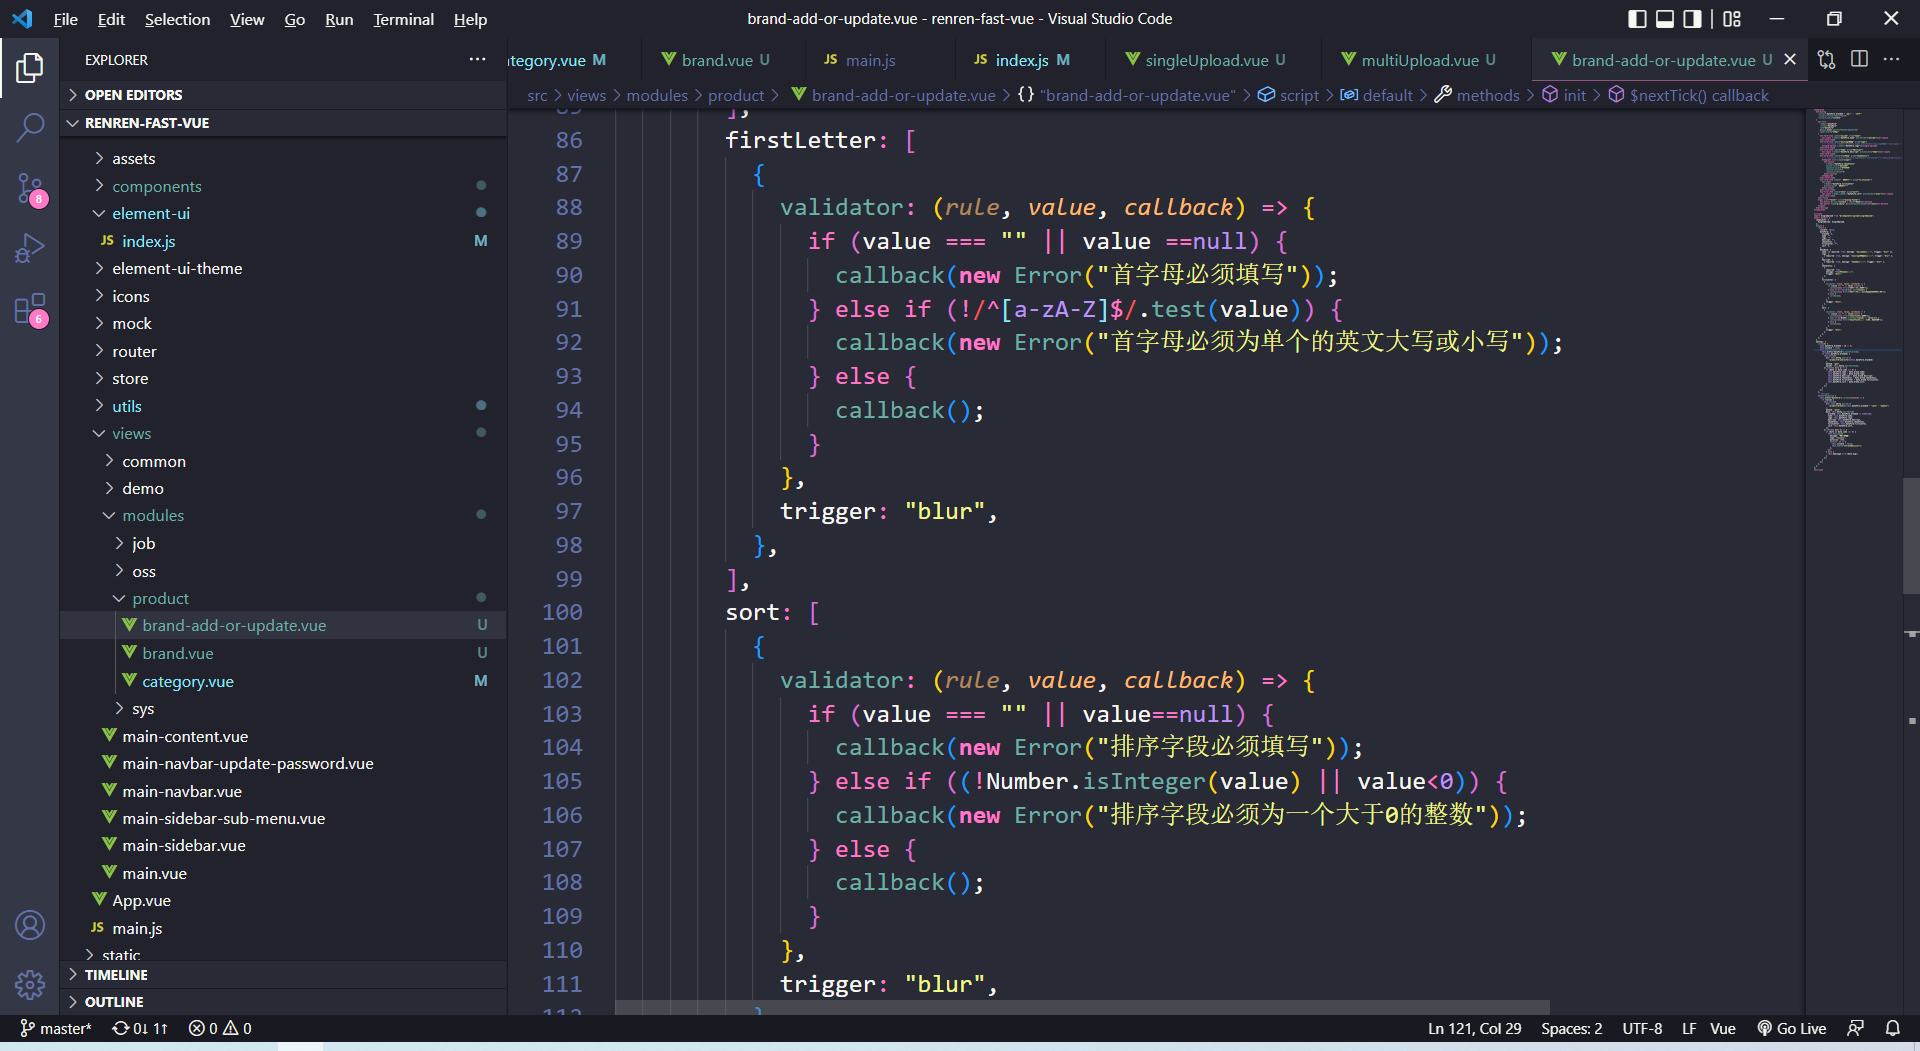 File Edit Selection View Go Run Terminal Help
brand-add-or-update.vue - renren-fast-vue - Visual Studio Code
EXPLORER
tegory.vue M
brand.vue U
JS main.js
JS index.js M
singleUpload.vue U
multiUpload.vue U
brand-add-or-update.vue U
src > views > modules > product > brand-add-or-update.vue > {} "brand-add-or-update.vue" > script > default > methods > init > $nextTick() callback
OPEN EDITORS
RENREN-FAST-VUE
assets
components
element-ui
JS index.js M
element-ui-theme
icons
mock
router
store
utils
views
common
demo
modules
job
oss
product
brand-add-or-update.vue U
brand.vue U
category.vue M
sys
main-content.vue
main-navbar-update-password.vue
main-navbar.vue
main-sidebar-sub-menu.vue
main-sidebar.vue
main.vue
App.vue
JS main.js
static
TIMELINE
OUTLINE
8
6
85 ],
86 firstLetter: [
87 {
88 validator: (rule, value, callback) => {
89 if (value === "" || value ==null) {
90 callback(new Error("首字母必须填写"));
91 } else if (!/^[a-zA-Z]$/.test(value)) {
92 callback(new Error("首字母必须为单个的英文大写或小写"));
93 } else {
94 callback();
95 }
96 },
97 trigger: "blur",
98 },
99 ],
100 sort: [
101 {
102 validator: (rule, value, callback) => {
103 if (value === "" || value==null) {
104 callback(new Error("排序字段必须填写"));
105 } else if ((!Number.isInteger(value) || value<0)) {
106 callback(new Error("排序字段必须为一个大于0的整数"));
107 } else {
108 callback();
109 }
110 },
111 trigger: "blur",
112 }
master* 0↓ 1↑ 0 0
Ln 121, Col 29 Spaces: 2 UTF-8 LF Vue Go Live